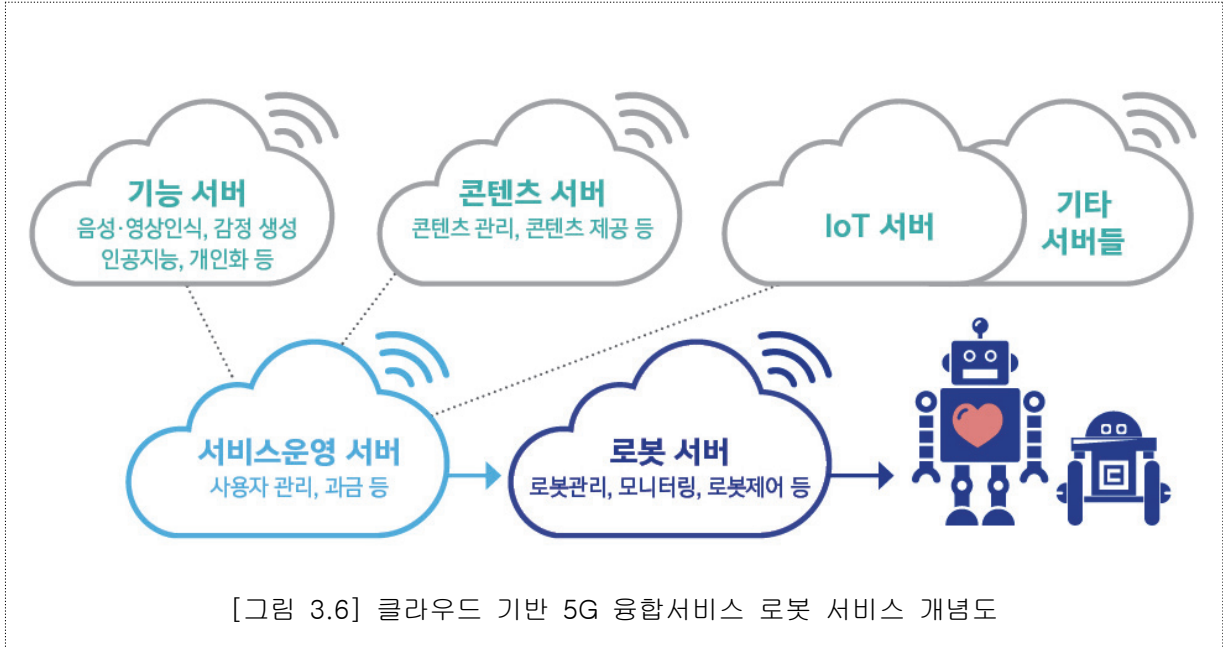 기능 서버
음성·영상인식, 감정 생성
인공지능, 개인화 등
콘텐츠 서버
콘텐츠 관리, 콘텐츠 제공 등
IoT 서버
기타
서버들
서비스운영 서버
사용자 관리, 과금 등
로봇 서버
로봇관리, 모니터링, 로봇제어 등
[그림 3.6] 클라우드 기반 5G 융합서비스 로봇 서비스 개념도